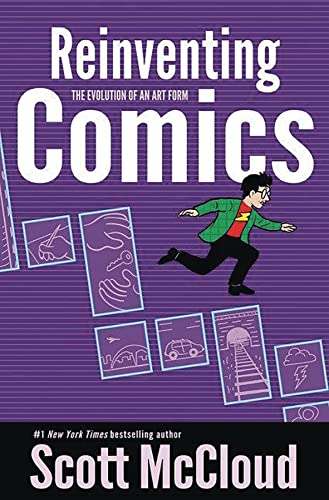 Reinventing
THE EVOLUTION OF AN ART FORM
Comics
#1 New York Times bestselling author
Scott McCloud